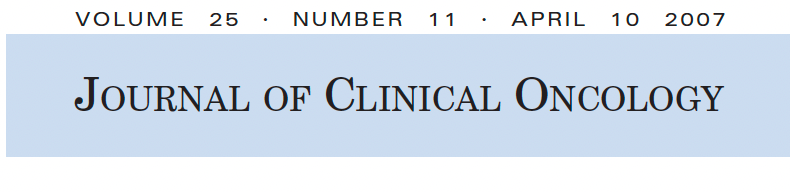 VOLUME 25 · NUMBER 11 · APRIL 10 2007
JOURNAL OF CLINICAL ONCOLOGY